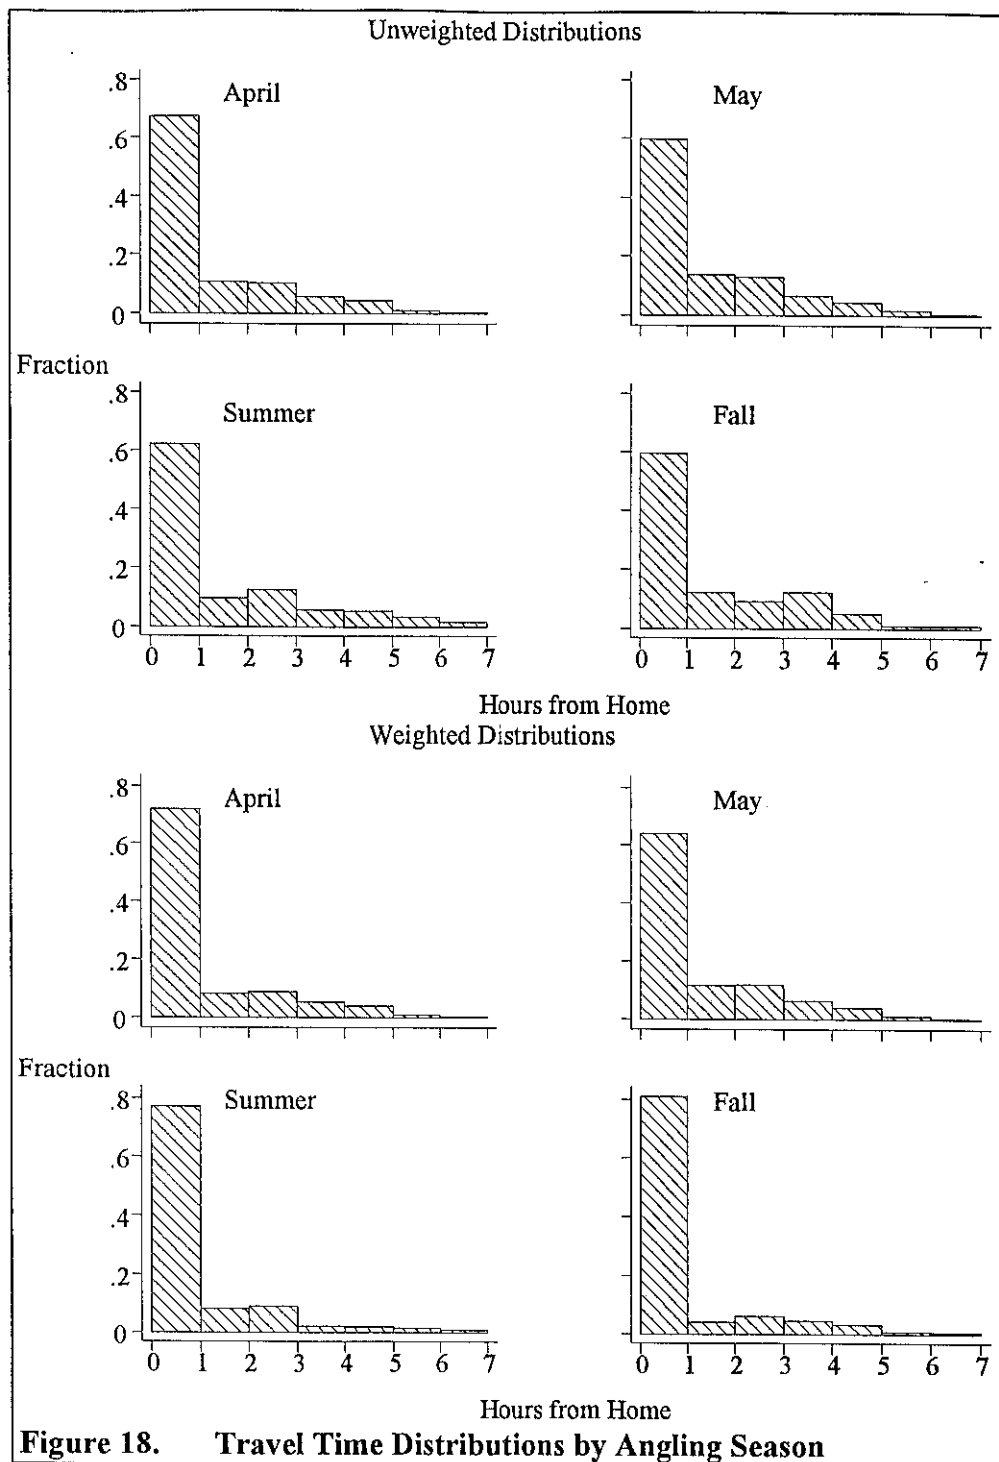 Unweighted Distributions
.8
.6
.4
.2
0
April
May
Fraction
.8
.6
.4
.2
0
Summer
Fall
0 1 2 3 4 5 6 7
0 1 2 3 4 5 6 7
Hours from Home
Weighted Distributions
.8
.6
.4
.2
0
April
May
Fraction
.8
.6
.4
.2
0
Summer
Fall
0 1 2 3 4 5 6 7
0 1 2 3 4 5 6 7
Hours from Home
Figure 18. Travel Time Distributions by Angling Season